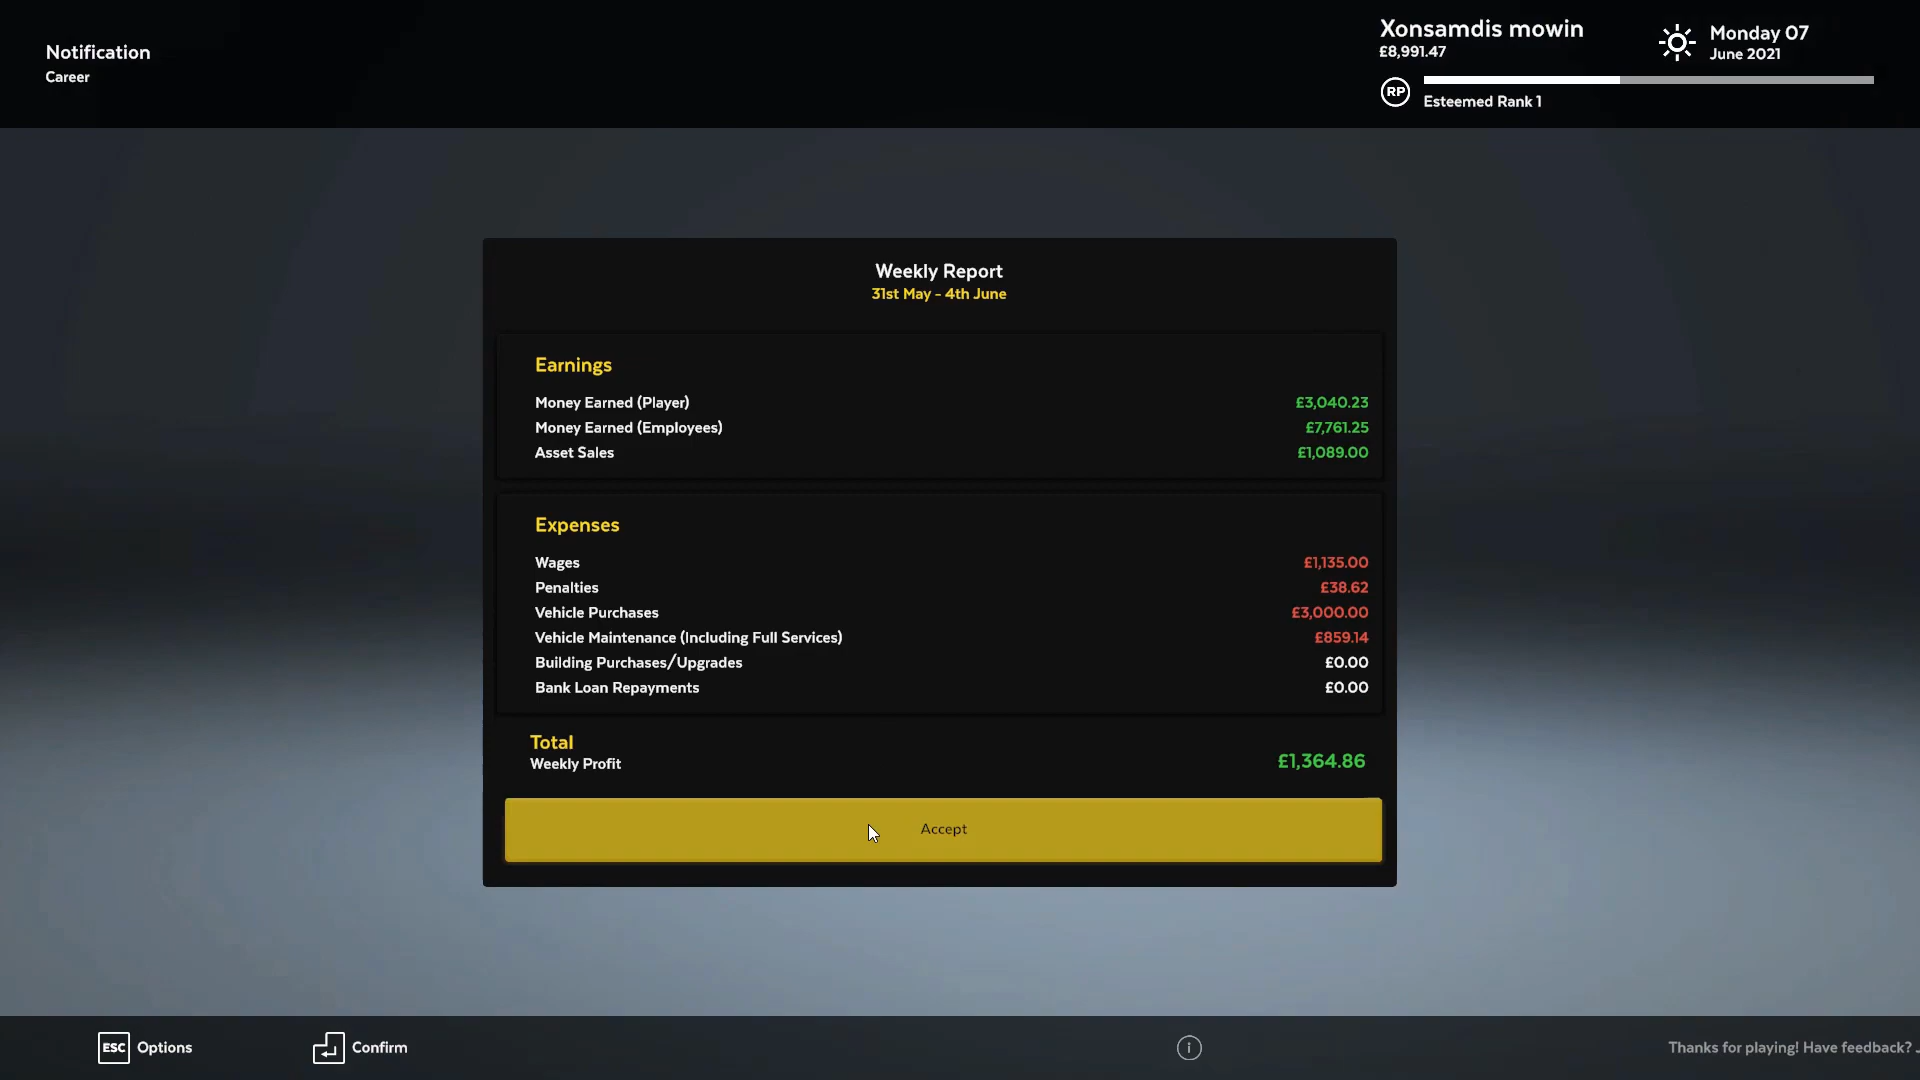 Notification
Career
Xonsamdis mowin
£8,991.47
Monday 07
June 2021
RP
Esteemed Rank 1
Weekly Report
31st May - 4th June
Earnings
Money Earned (Player) £3,040.23
Money Earned (Employees) £7,761.25
Asset Sales £1,089.00
Expenses
Wages £1,135.00
Penalties £38.62
Vehicle Purchases £3,000.00
Vehicle Maintenance (Including Full Services) £859.14
Building Purchases/Upgrades £0.00
Bank Loan Repayments £0.00
Total
Weekly Profit £1,364.86
Accept
ESC Options
Confirm
i
Thanks for playing! Have feedback?